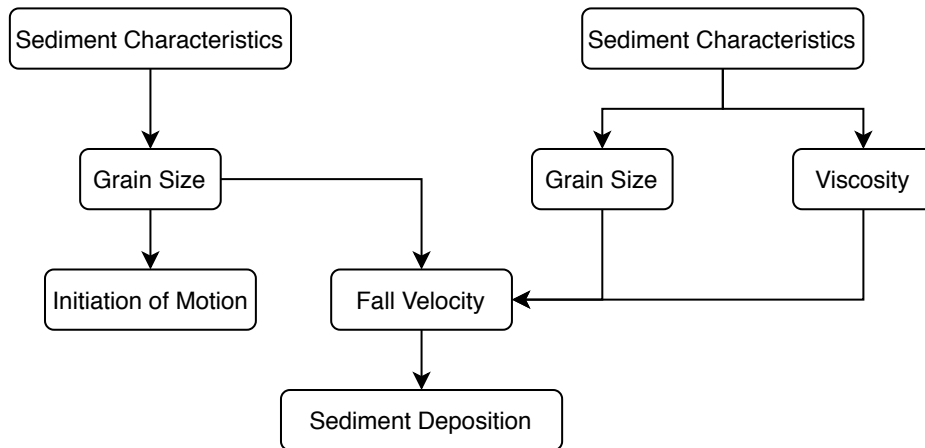 Sediment Characteristics
Sediment Characteristics
Grain Size
Grain Size
Viscosity
Initiation of Motion
Fall Velocity
Sediment Deposition